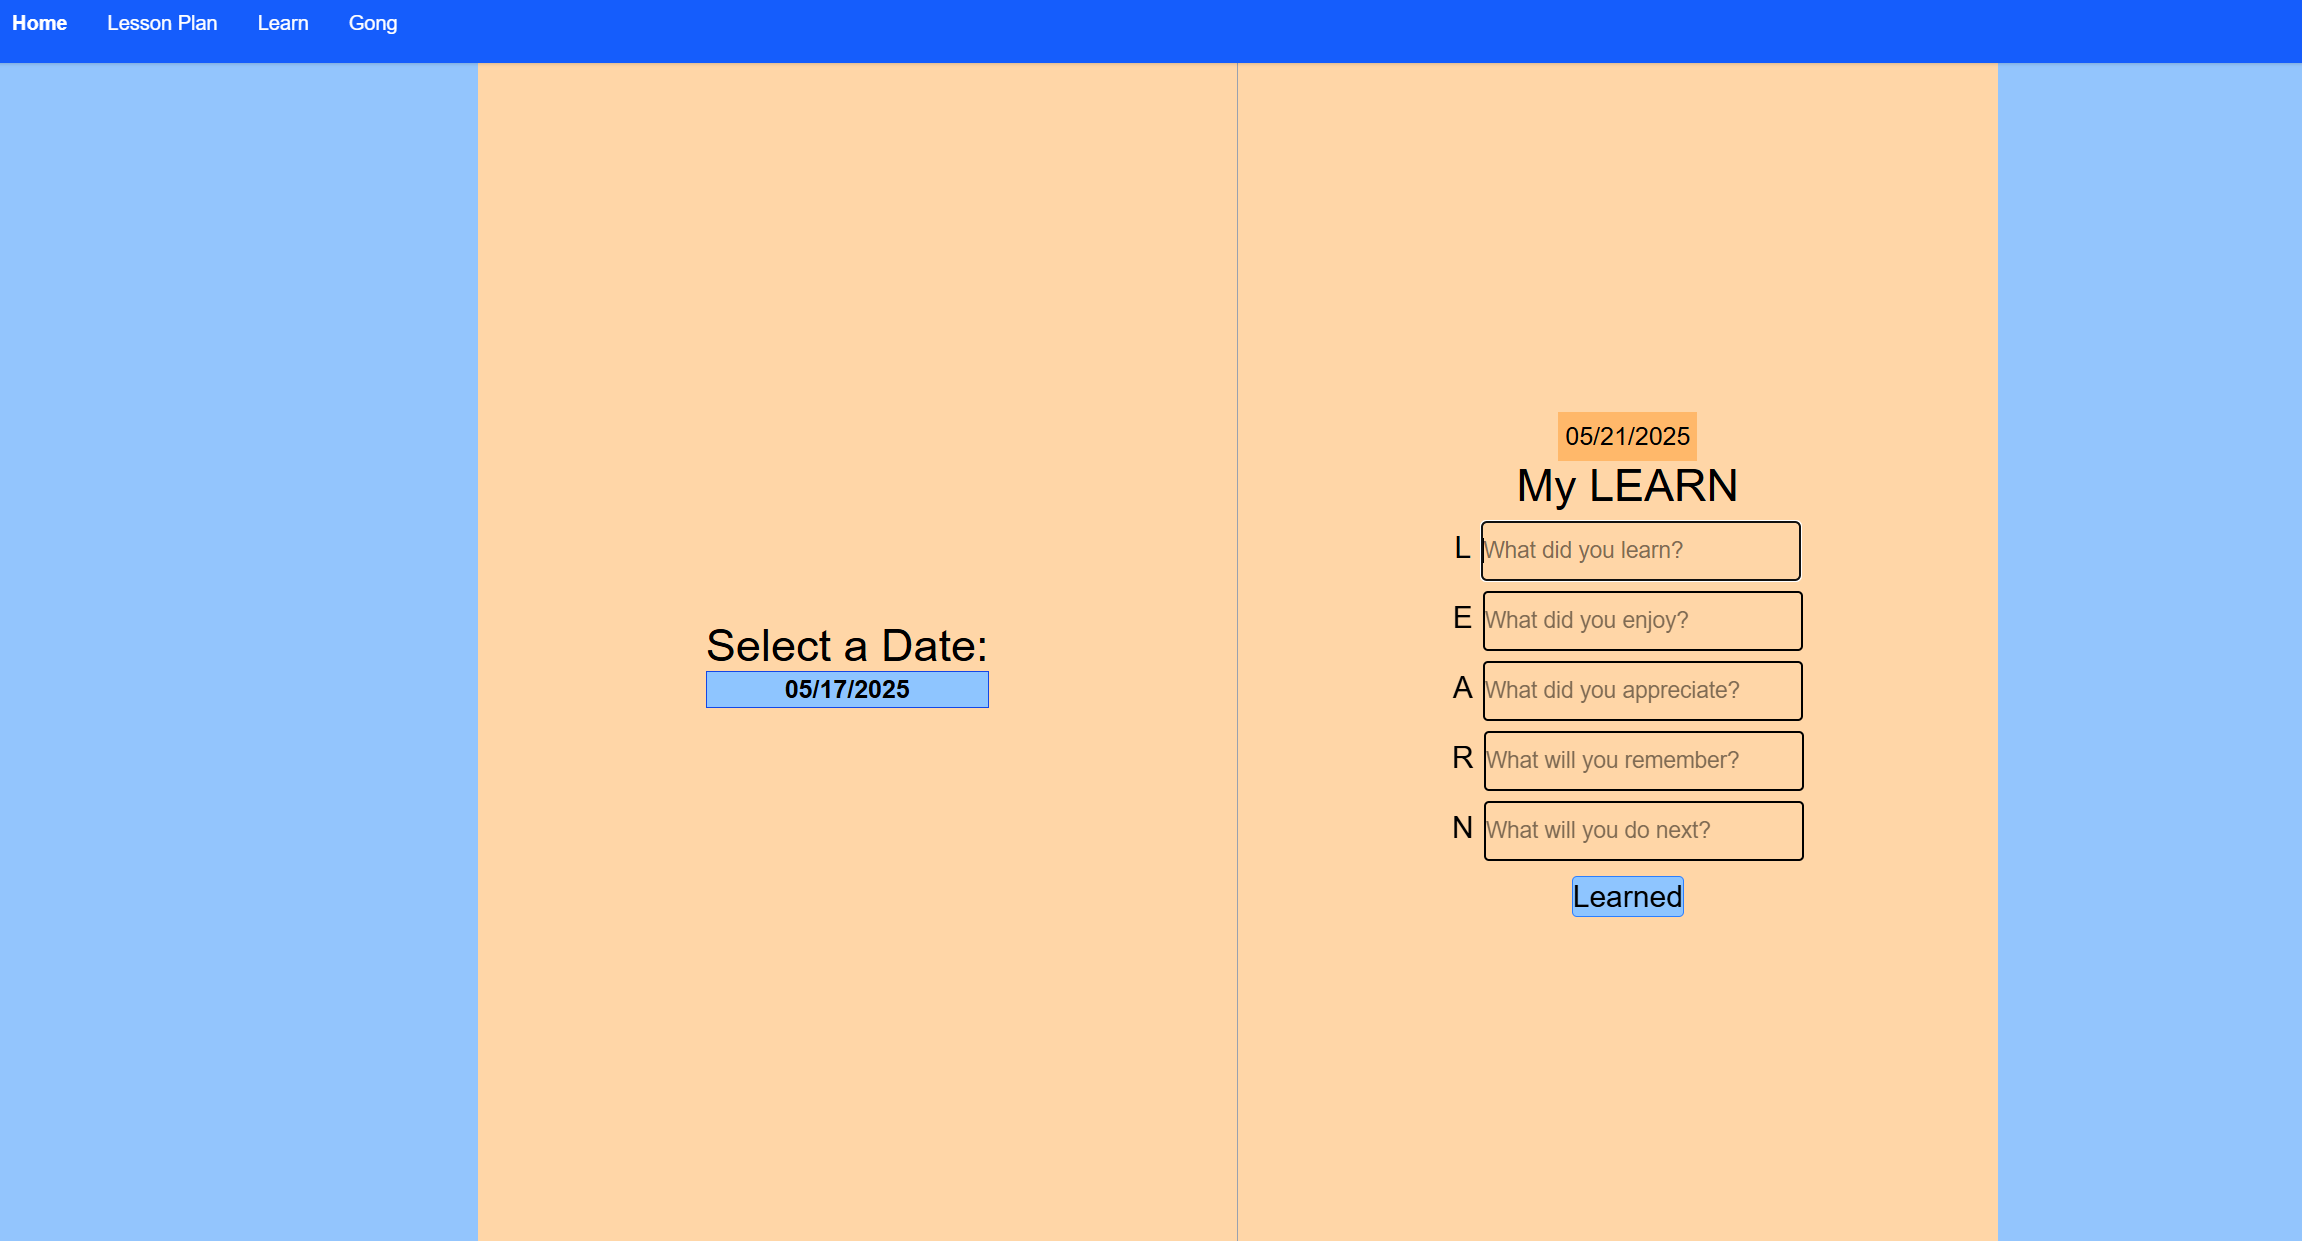 Home Lesson Plan Learn Gong
Select a Date:
05/17/2025
05/21/2025
My LEARN
L What did you learn?
E What did you enjoy?
A What did you appreciate?
R What will you remember?
N What will you do next?
Learned